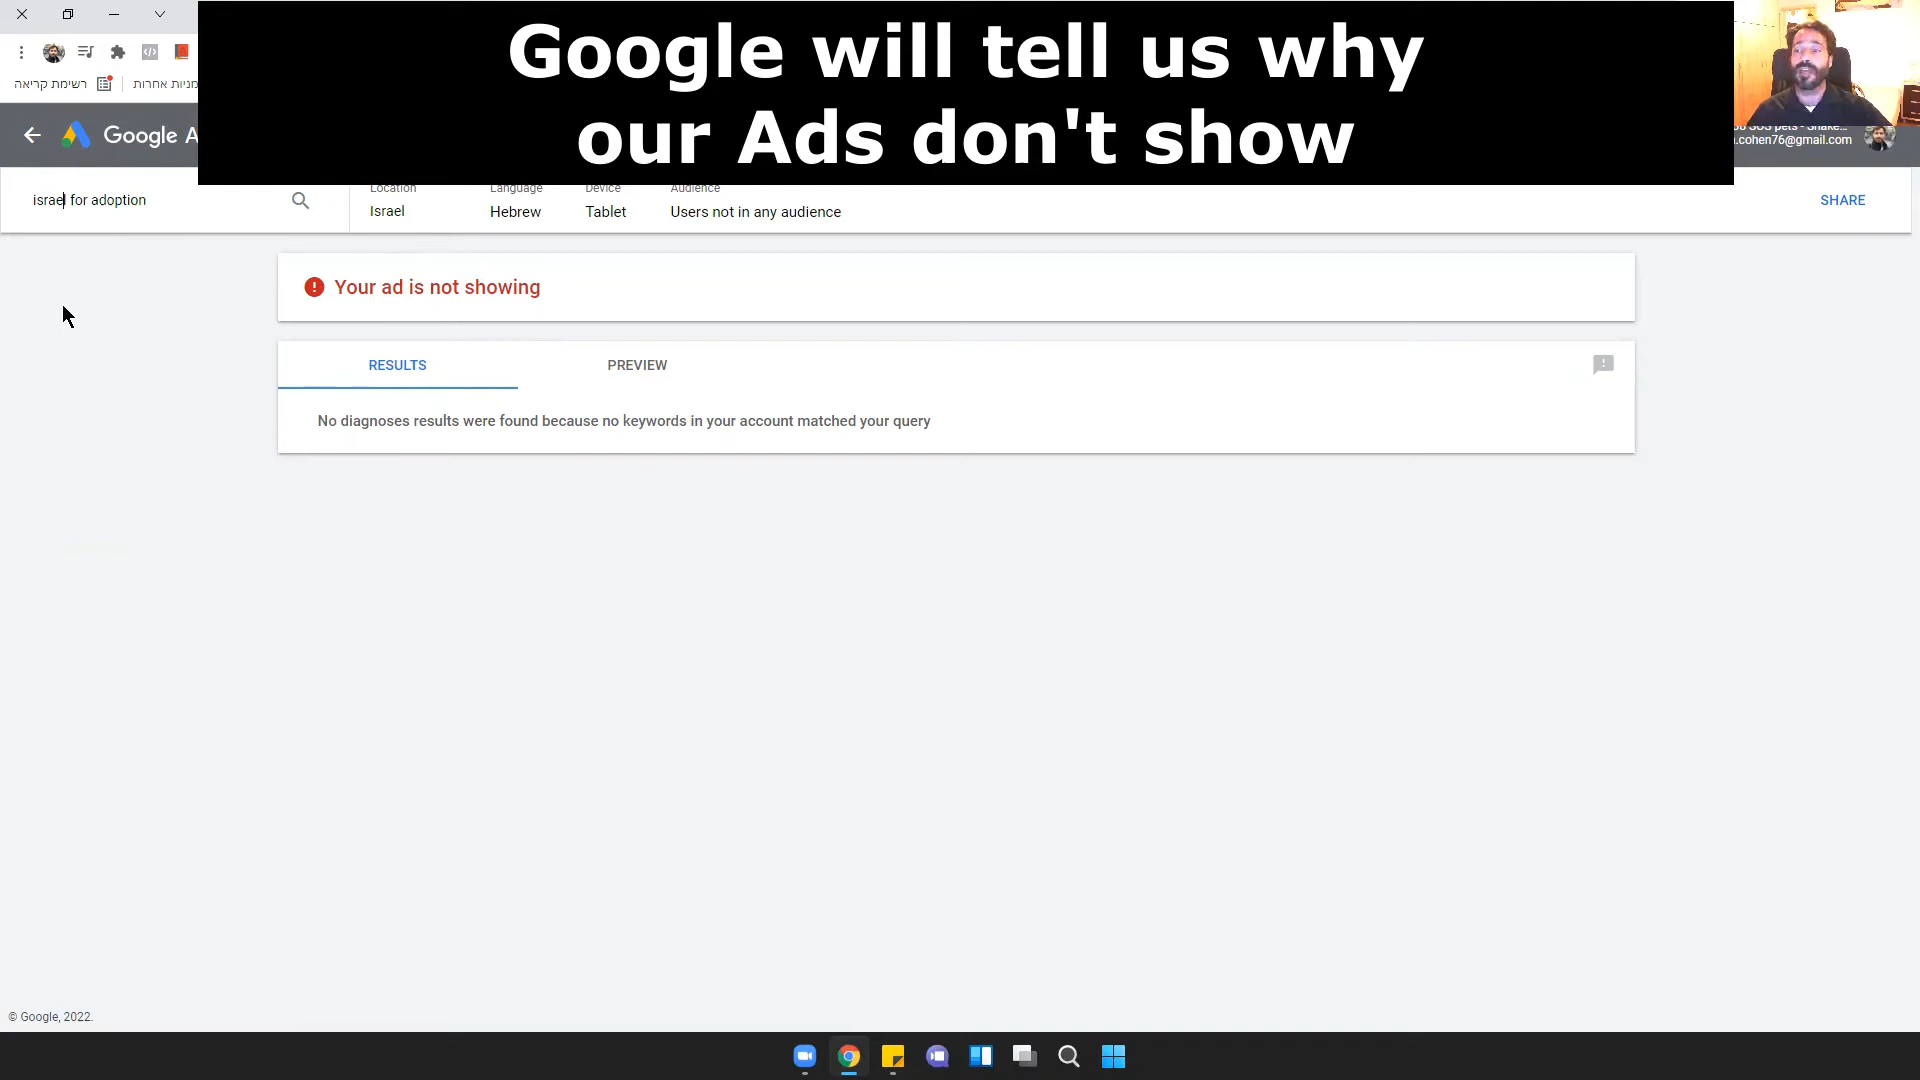 Google will tell us why
our Ads don't show
רשימת קריאה
Google A
.cohen76@gmail.com
israel for adoption
Location
Language
Device
Audience
Israel
Hebrew
Tablet
Users not in any audience
SHARE
Your ad is not showing
RESULTS
PREVIEW
No diagnoses results were found because no keywords in your account matched your query
© Google, 2022.